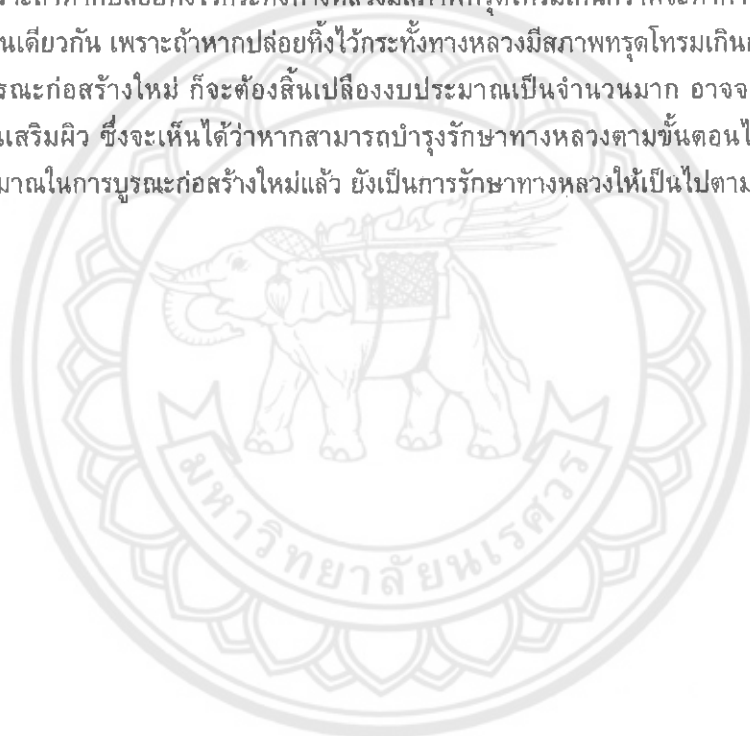 นเดียวกัน เพราะถ้าหากปล่อยทิ้งไว้กระทั้งทางหลวงมีสภาพทรุดโทรมเกินก
รณะก่อสร้างใหม่ ก็จะต้องสิ้นเปลืองงบประมาณเป็นจำนวนมาก อาจจ
นเสริมผิว ซึ่งจะเห็นได้ว่าหากสามารถบำรุงรักษาทางหลวงตามขั้นตอนไ
มาณในการบูรณะก่อสร้างใหม่แล้ว ยังเป็นการรักษาทางหลวงให้เป็นไปตาม
มหาวิทยาลัยนเรศวร